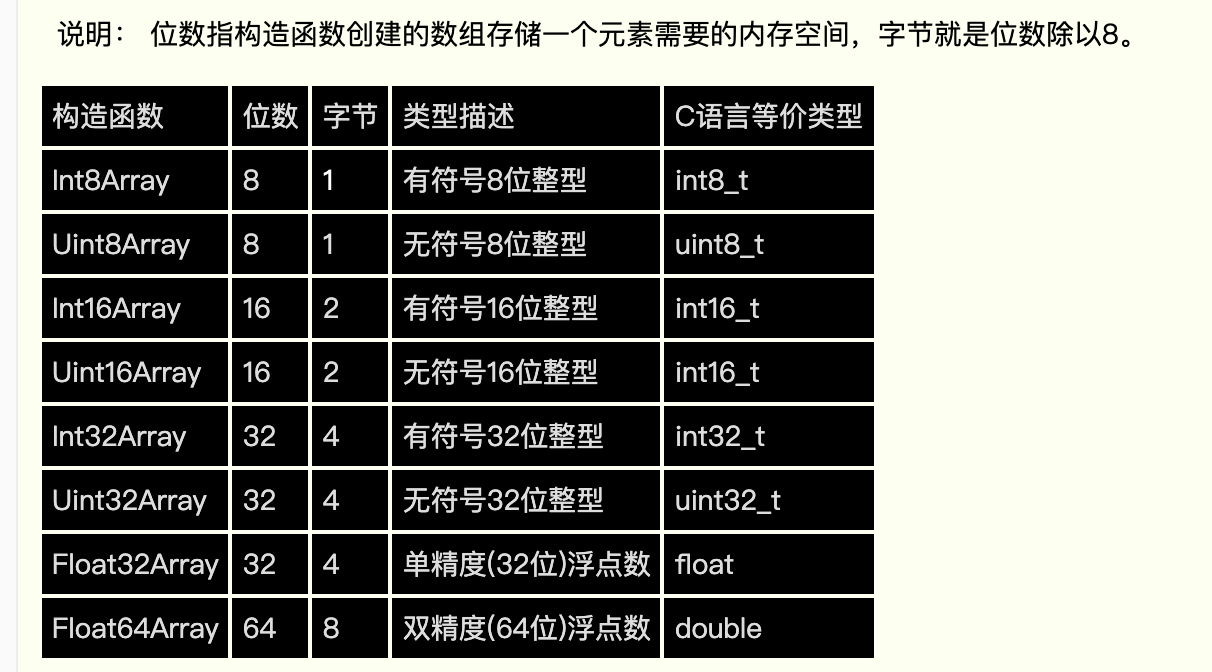 说明： 位数指构造函数创建的数组存储一个元素需要的内存空间，字节就是位数除以8。
构造函数 位数 字节 类型描述 C语言等价类型
Int8Array 8 1 有符号8位整型 int8_t
Uint8Array 8 1 无符号8位整型 uint8_t
Int16Array 16 2 有符号16位整型 int16_t
Uint16Array 16 2 无符号16位整型 int16_t
Int32Array 32 4 有符号32位整型 int32_t
Uint32Array 32 4 无符号32位整型 uint32_t
Float32Array 32 4 单精度(32位)浮点数 float
Float64Array 64 8 双精度(64位)浮点数 double